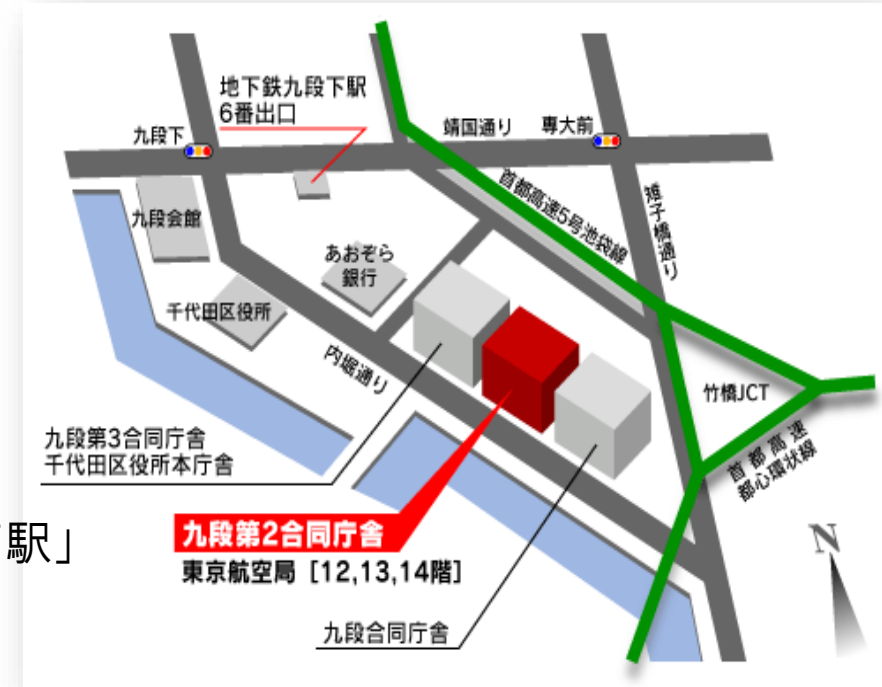 地下鉄九段下駅
6番出口
九段下
靖国通り
専大前
首都高速5号池袋線
雉子橋通り
九段会館
あおぞら
銀行
千代田区役所
内堀通り
竹橋JCT
首都高速
都心環状線
九段第3合同庁舎
千代田区役所本庁舎
駅」
九段第2合同庁舎
東京航空局 [12,13,14階]
九段合同庁舎
N